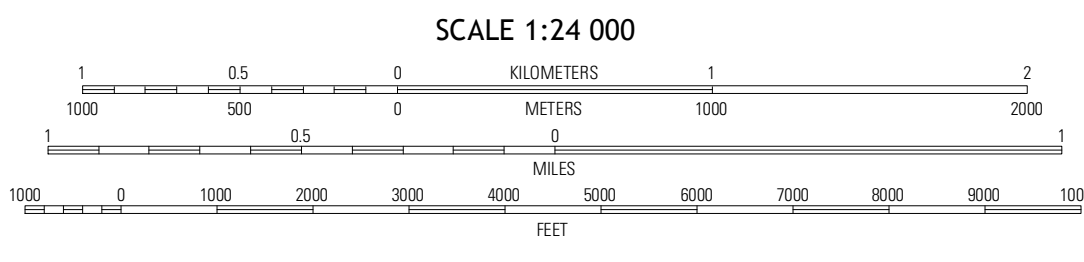 SCALE 1:24 000
1 0.5 0 KILOMETERS 1 2
1000 500 0 METERS 1000 2000
1 0.5 0 1
MILES
1000 0 1000 2000 3000 4000 5000 6000 7000 8000 9000 100
FEET